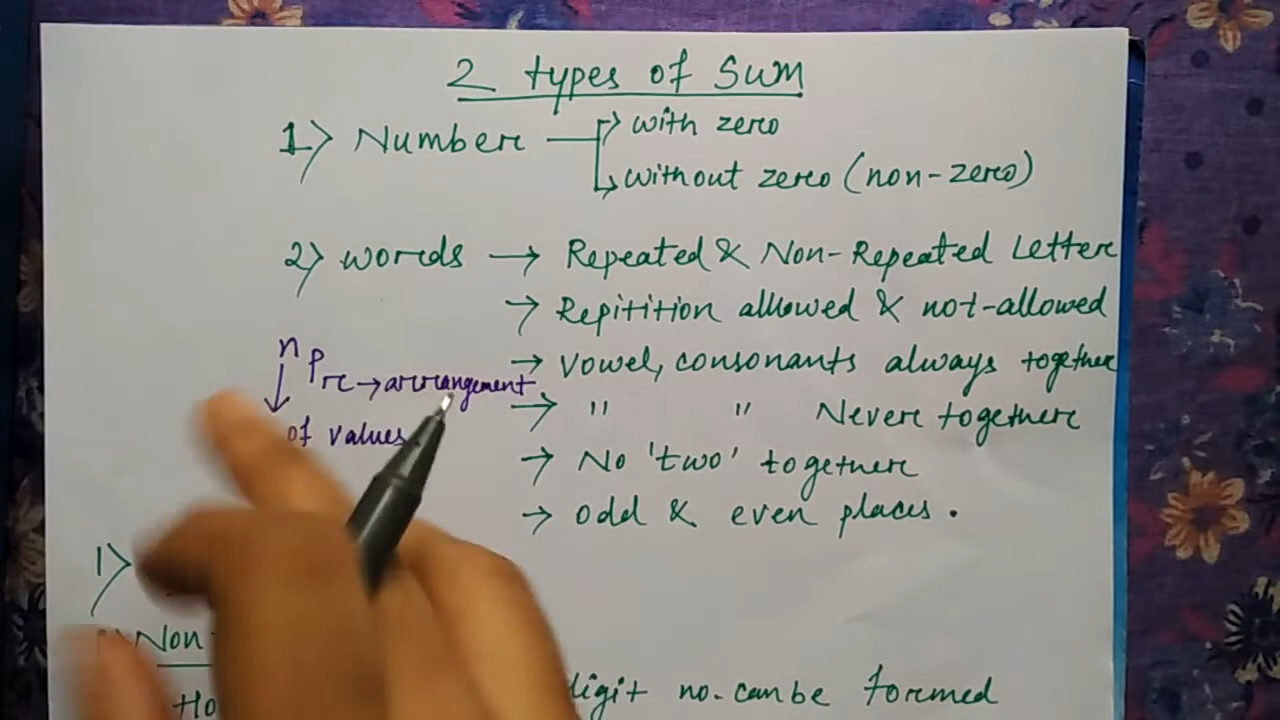 2 types of Sum
1) Number → with zero
→ without zero (non-zero)
2) words → Repeated & Non-Repeated Letter
→ Repitition allowed & not-allowed
→ vowel, consonants always together
→ " " Never together
→ No 'two' together
→ odd & even places.
nPr → arrangement
↓
of values.
1)
Non
Ho
digit no. can be formed